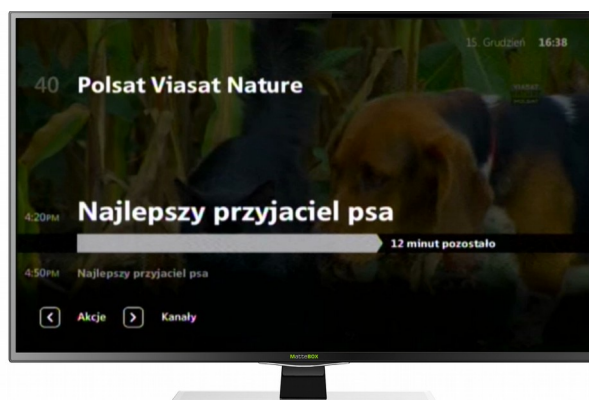 15. Grudzień 16:38
40 Polsat Viasat Nature
VIASAT
4:20PM Najlepszy przyjaciel psa
12 minut pozostało
4:50PM Najlepszy przyjaciel psa
< Akcje > Kanały
MatteBOX